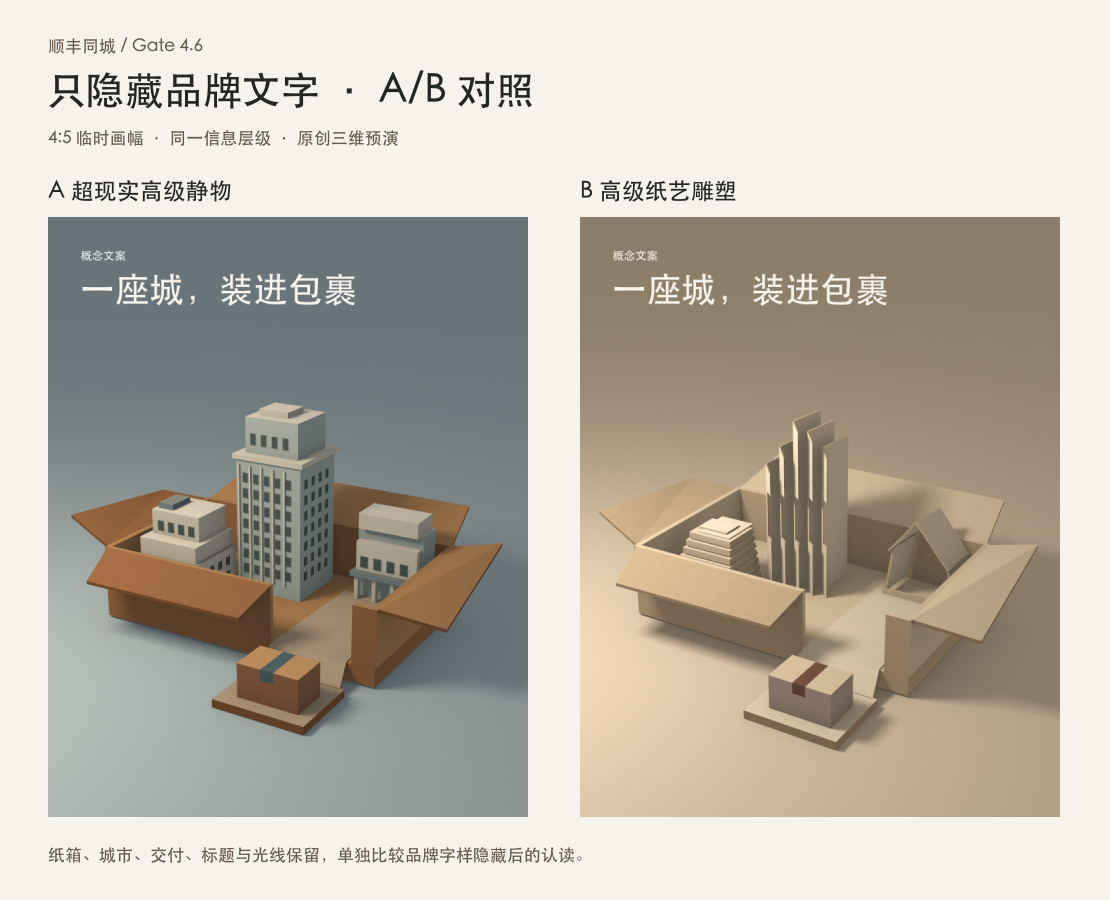 顺丰同城 / Gate 4.6
只隐藏品牌文字 · A/B 对照
4:5 临时画幅 · 同一信息层级 · 原创三维预演
A 超现实高级静物
概念文案
一座城，装进包裹
B 高级纸艺雕塑
概念文案
一座城，装进包裹
纸箱、城市、交付、标题与光线保留，单独比较品牌字样隐藏后的认读。